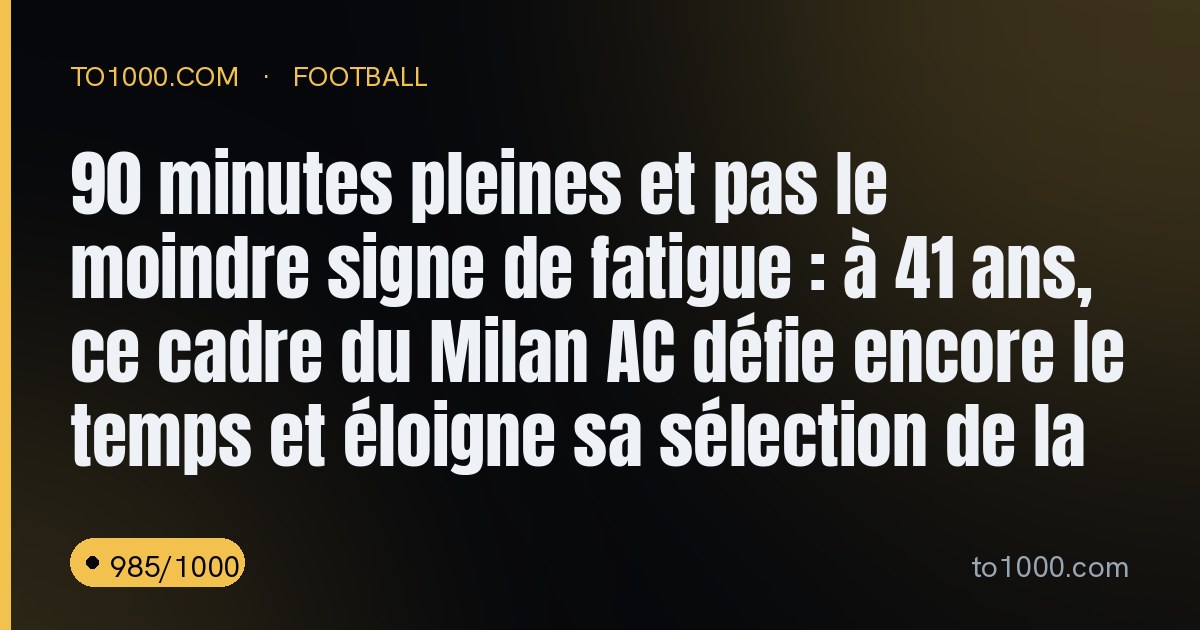 TO1000.COM · FOOTBALL
90 minutes pleines et pas le
moindre signe de fatigue : à 41 ans,
ce cadre du Milan AC défie encore le
temps et éloigne sa sélection de la
985/1000
to1000.com